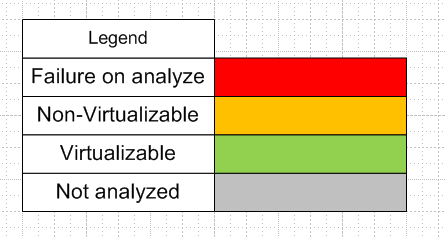 Legend
Failure on analyze
Non-Virtualizable
Virtualizable
Not analyzed